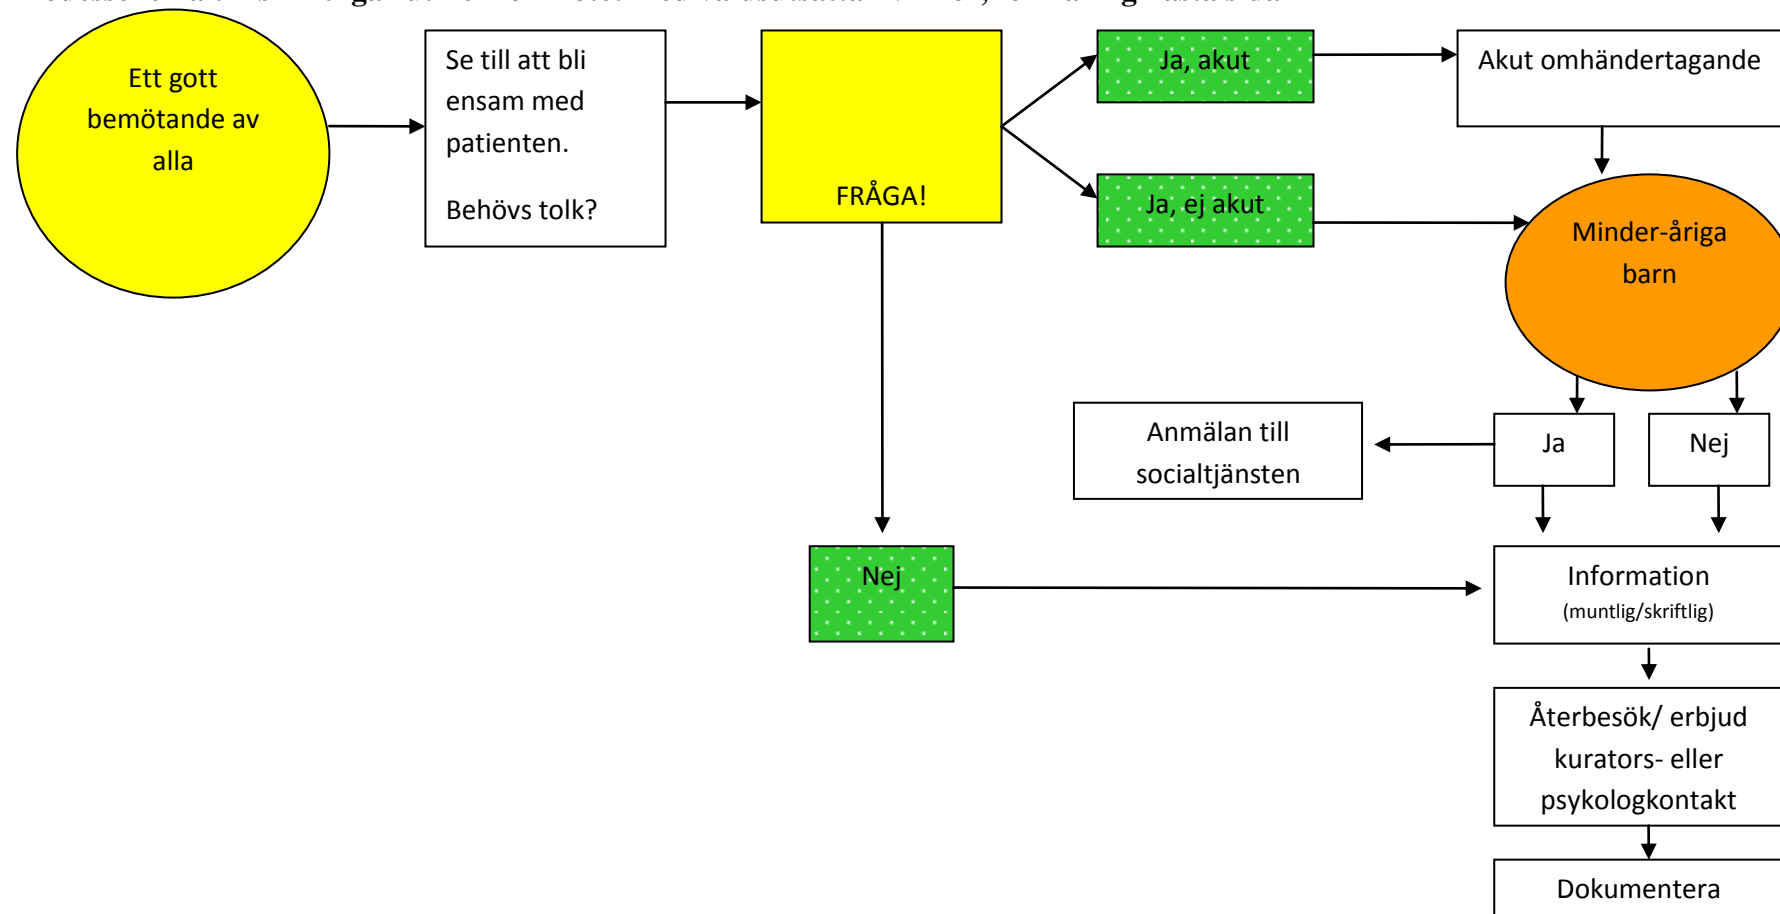 Ett gott
bemötande av
alla
Se till att bli
ensam med
patienten.
Behövs tolk?
FRÅGA!
Ja, akut
Akut omhändertagande
Ja, ej akut
Minder-åriga
barn
Anmälan till
socialtjänsten
Ja
Nej
Nej
Information
(muntlig/skriftlig)
Återbesök/ erbjud
kurators- eller
psykologkontakt
Dokumentera